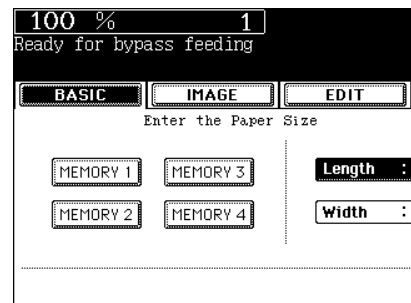 100 % 1
Ready for bypass feeding
BASIC IMAGE EDIT
Enter the Paper Size
MEMORY 1 MEMORY 3 Length :
MEMORY 2 MEMORY 4 Width :